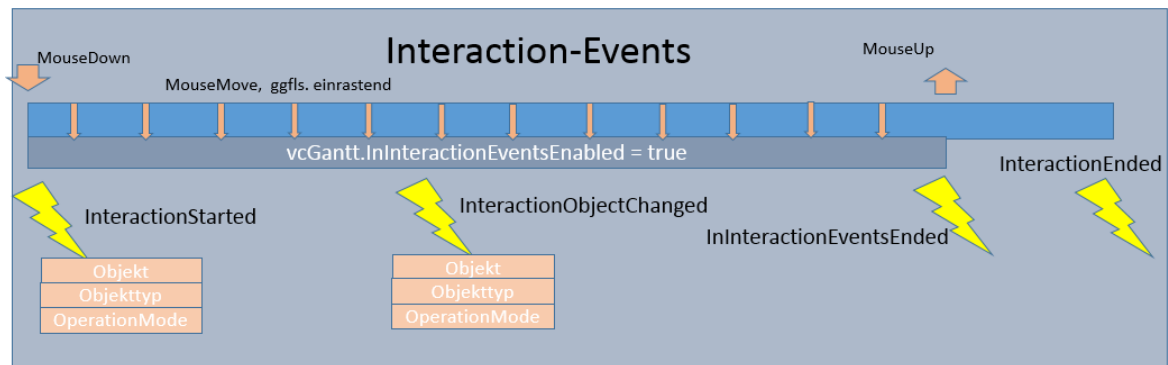 Interaction-Events
MouseDown
MouseUp
MouseMove, ggfls. einrastend
vcGantt.InInteractionEventsEnabled = true
InteractionStarted
InteractionObjectChanged
InInteractionEventsEnded
InteractionEnded
Objekt
Objekttyp
OperationMode
Objekt
Objekttyp
OperationMode